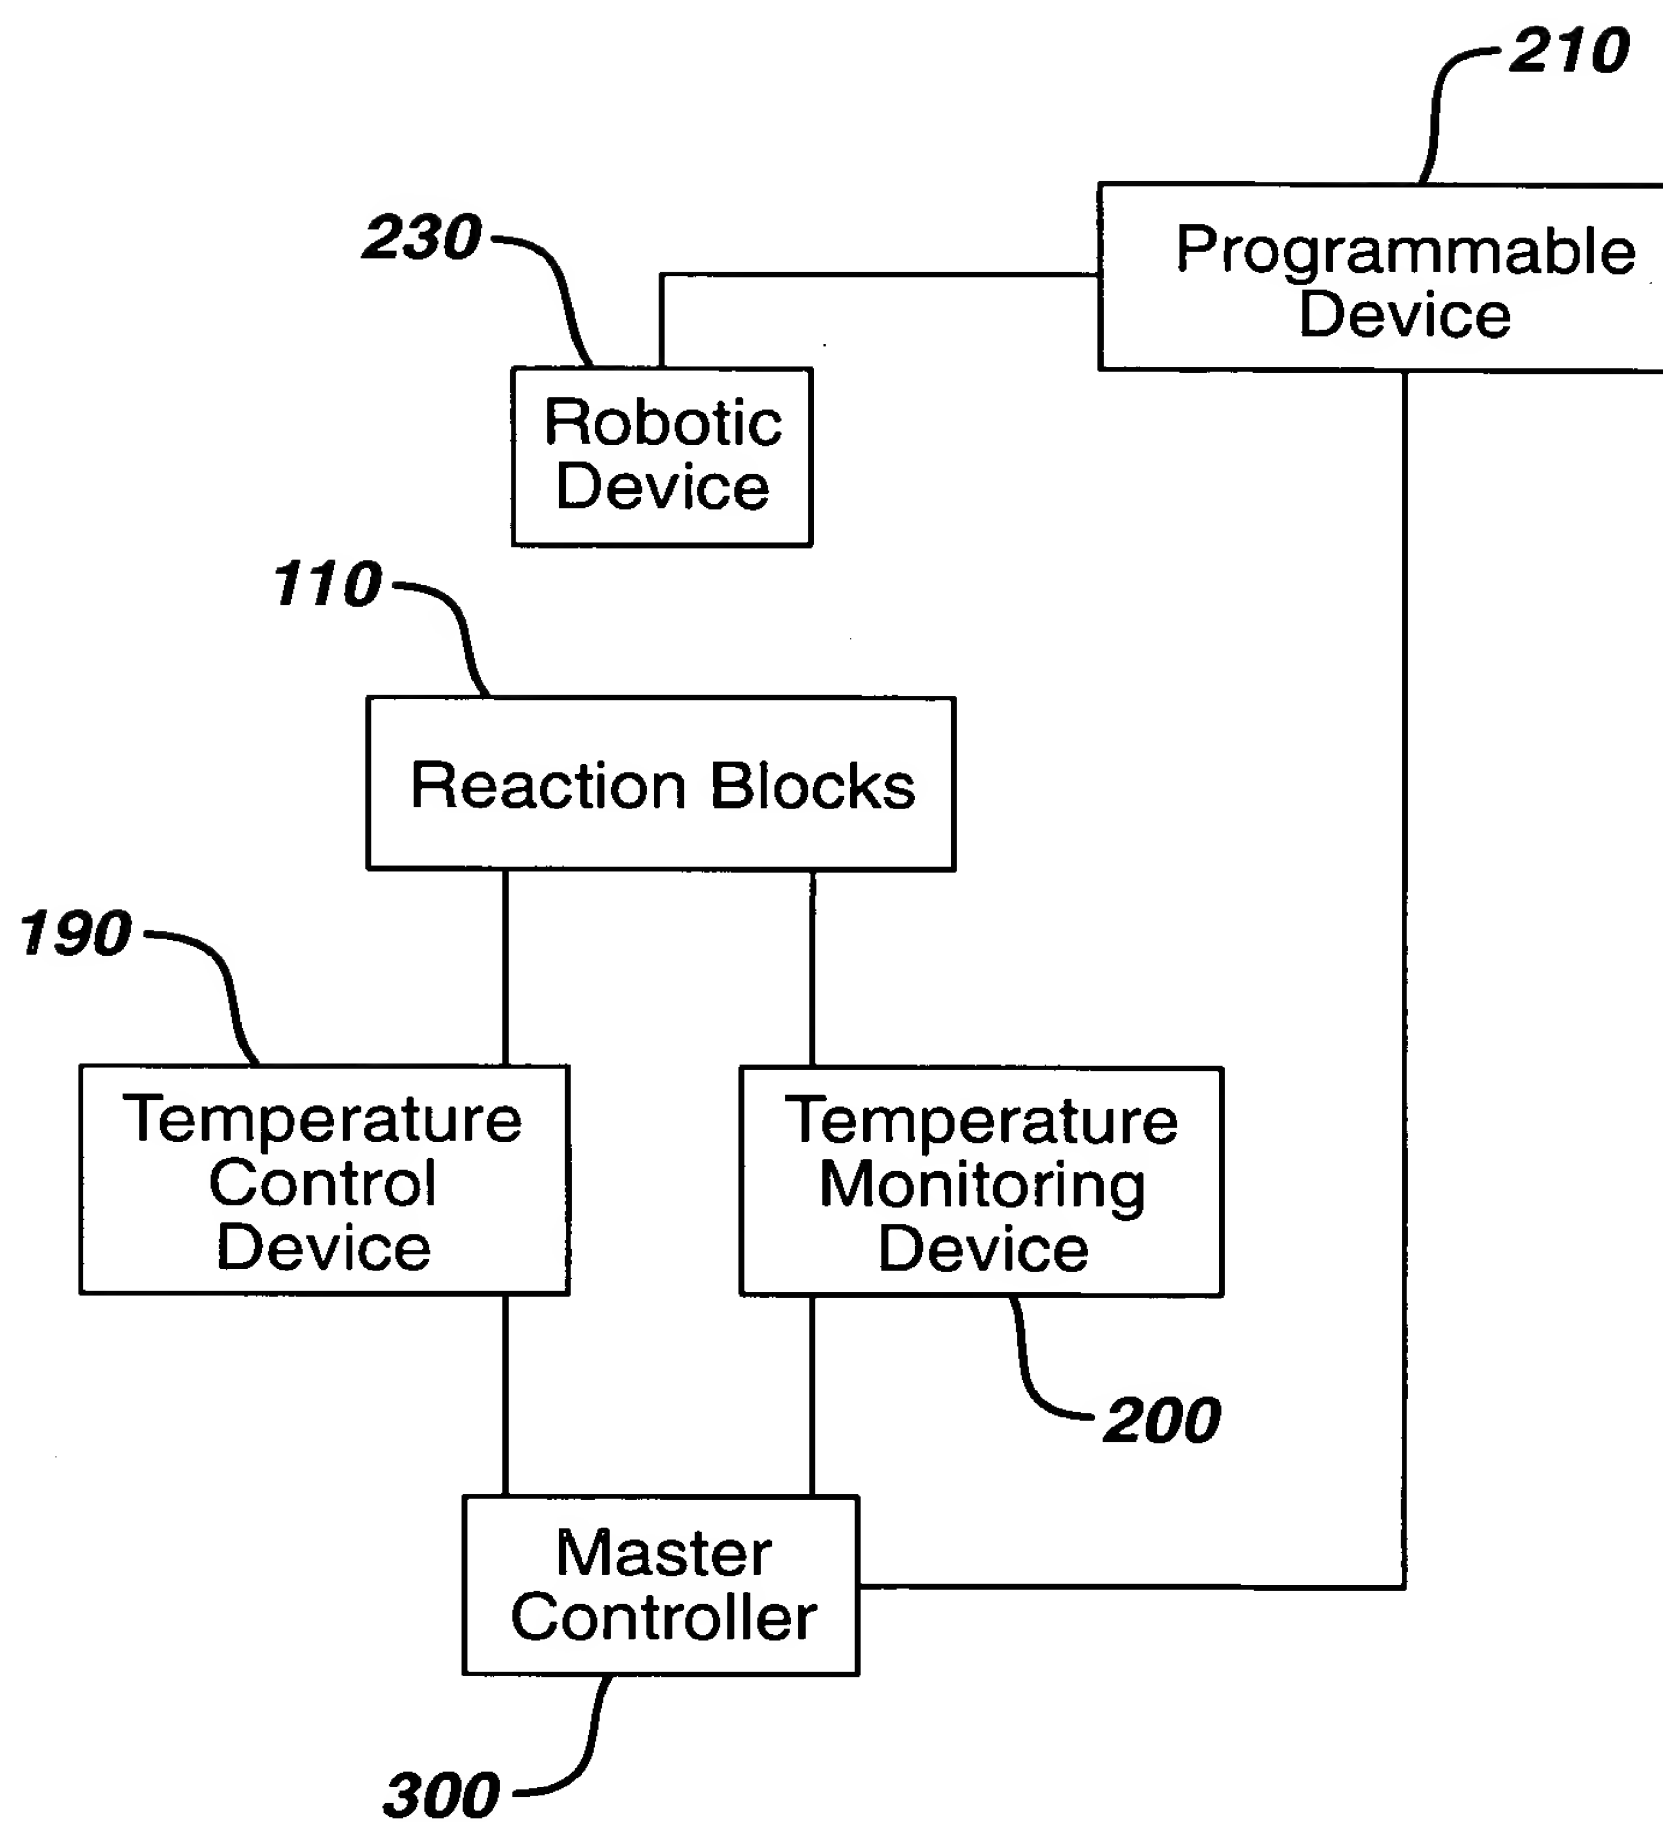 210
230
Programmable
Device
Robotic
Device
110
Reaction Blocks
190
Temperature
Control
Device
Temperature
Monitoring
Device
200
Master
Controller
300